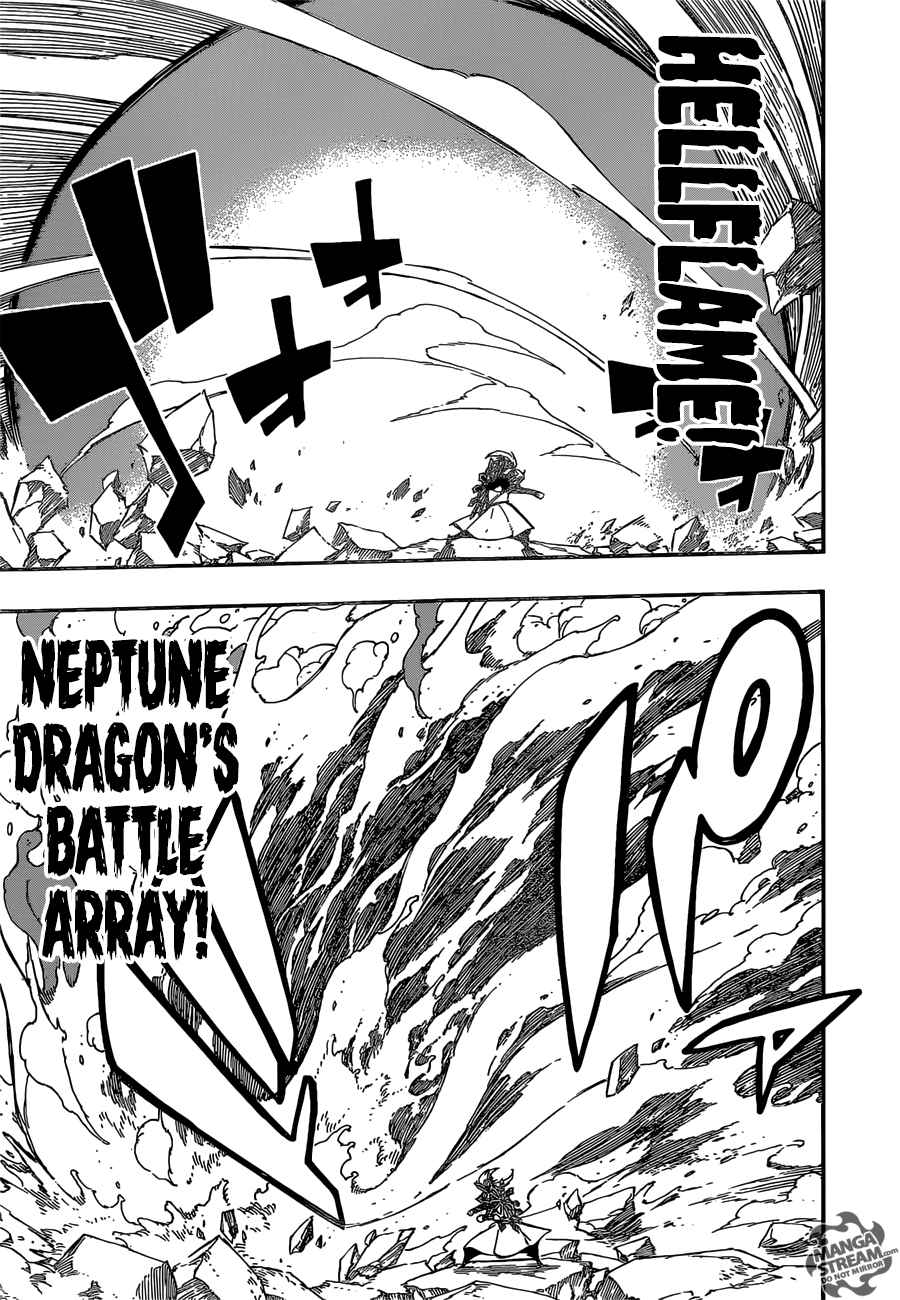 HELLFLAME!
NEPTUNE
DRAGON'S
BATTLE
ARRAY!
MANGA
STREAM.com
DO NOT MIRROR